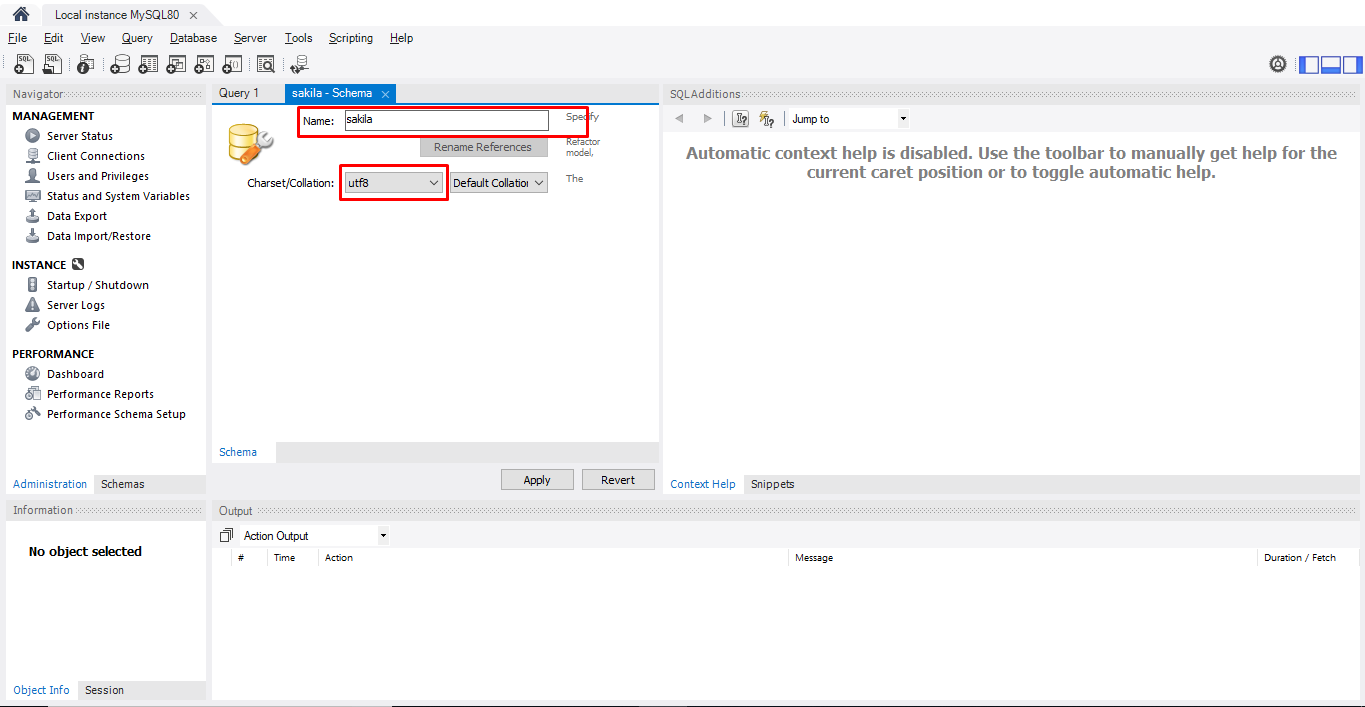 Local instance MySQL80
File Edit View Query Database Server Tools Scripting Help
Navigator
MANAGEMENT
Server Status
Client Connections
Users and Privileges
Status and System Variables
Data Export
Data Import/Restore
INSTANCE
Startup / Shutdown
Server Logs
Options File
PERFORMANCE
Dashboard
Performance Reports
Performance Schema Setup
Administration Schemas
Information
No object selected
Object Info Session
Query 1 sakila - Schema
Name: sakila Specify
Rename References Refactor
model,
Charset/Collation: utf8 Default Collation The
Schema
Apply Revert
SQLAdditions
Jump to
Automatic context help is disabled. Use the toolbar to manually get help for the
current caret position or to toggle automatic help.
Context Help Snippets
Output
Action Output
# Time Action Message Duration / Fetch